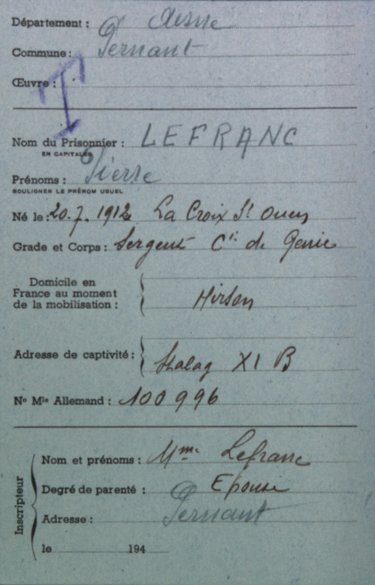 Département : Aisne
Commune : Pernant
Œuvre :
I
Nom du Prisonnier : LEFRANC
EN CAPITALES
Prénoms : Pierre
SOULIGNER LE PRÉNOM USUEL
Né le : 20.7.1912 La Croix St Ouen
Grade et Corps : Sergent Cie de Genie
Domicile en
France au moment
de la mobilisation : Hirson
Adresse de captivité : Stalag XI B
No Mle Allemand : 100996
Inscripteur
Nom et prénoms : Mme Lefranc
Degré de parenté : Epouse
Adresse : Pernant
le 194